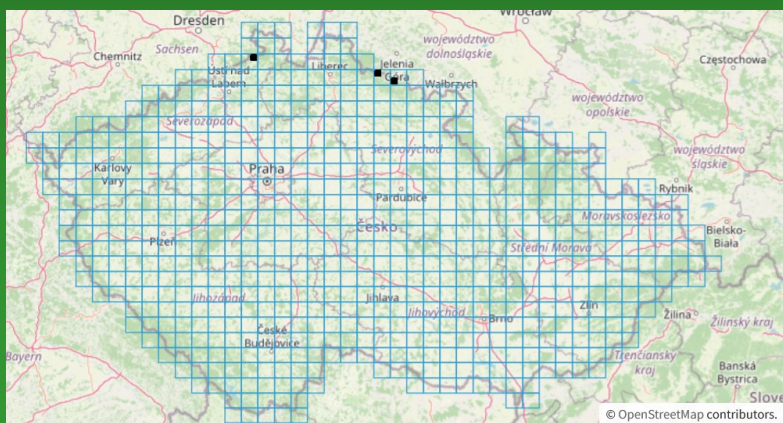 Dresden
Wrocław
Chemnitz
Sachsen
województwo
dolnośląskie
Częstochowa
Ústí nad
Labem
Liberec
Jelenia
Góra
Wałbrzych
województwo
opolskie
Severozápad
Severovýchod
województwo
śląskie
Karlovy
Vary
Praha
Pardubice
Rybnik
Moravskoslezsko
Česko
Bielsko-
Biała
Plzeň
Střední Morava
Jihozápad
Jihlava
Jihovýchod
Brno
Zlín
Žilina
Žilinský kraj
České
Budějovice
Bayern
Trenčiansky
kraj
Banská
Bystrica
© OpenStreetMap contributors.